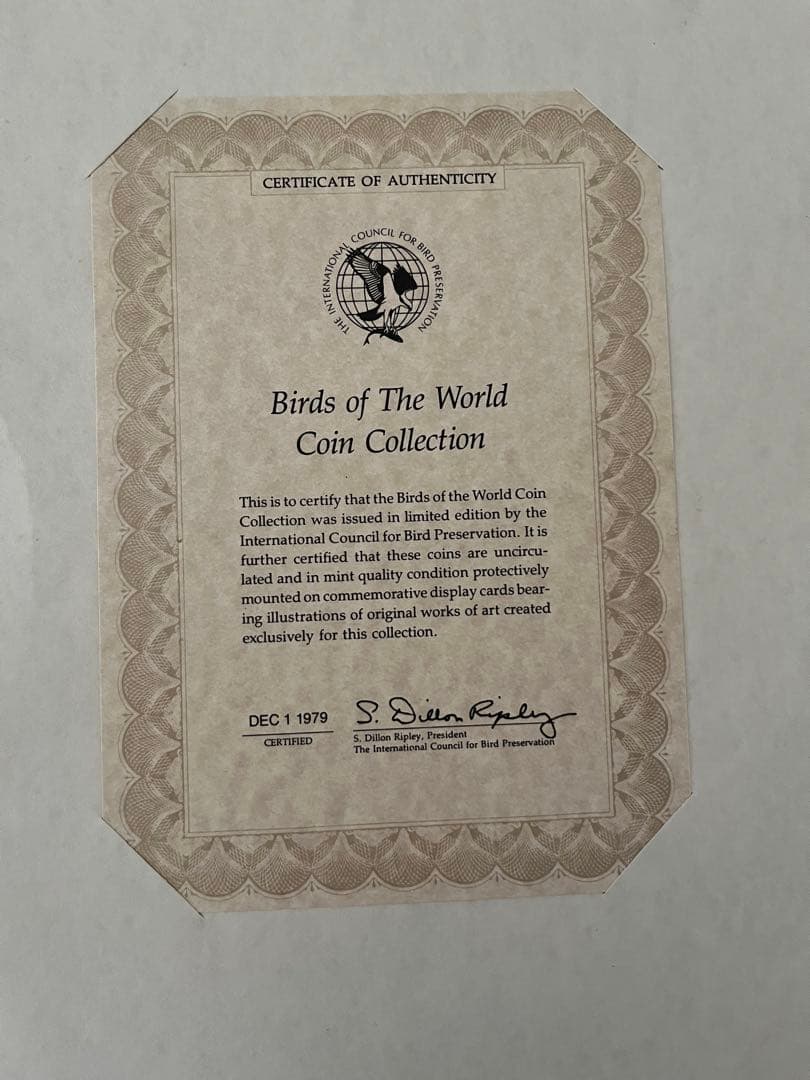 CERTIFICATE OF AUTHENTICITY
THE INTERNATIONAL COUNCIL FOR BIRD PRESERVATION
Birds of The World
Coin Collection
This is to certify that the Birds of the World Coin
Collection was issued in limited edition by the
International Council for Bird Preservation. It is
further certified that these coins are uncircu-
lated and in mint quality condition protectively
mounted on commemorative display cards bear-
ing illustrations of original works of art created
exclusively for this collection.
DEC 1 1979
CERTIFIED
S. Dillon Ripley
S. Dillon Ripley, President
The International Council for Bird Preservation